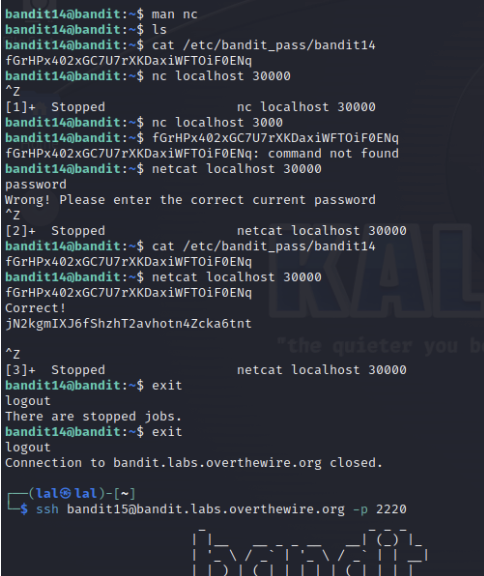 bandit14@bandit:~$ man nc
bandit14@bandit:~$ ls
bandit14@bandit:~$ cat /etc/bandit_pass/bandit14
fGrHPx402xGC7U7rXKDaxiWFTOiF0ENq
bandit14@bandit:~$ nc localhost 30000
^Z
[1]+  Stopped                 nc localhost 30000
bandit14@bandit:~$ nc localhost 3000
bandit14@bandit:~$ fGrHPx402xGC7U7rXKDaxiWFTOiF0ENq
fGrHPx402xGC7U7rXKDaxiWFTOiF0ENq: command not found
bandit14@bandit:~$ netcat localhost 30000
password
Wrong! Please enter the correct current password
^Z
[2]+  Stopped                 netcat localhost 30000
bandit14@bandit:~$ cat /etc/bandit_pass/bandit14
fGrHPx402xGC7U7rXKDaxiWFTOiF0ENq
bandit14@bandit:~$ netcat localhost 30000
fGrHPx402xGC7U7rXKDaxiWFTOiF0ENq
Correct!
jN2kgmIXJ6fShzhT2avhotn4Zcka6tnt
"the quieter you
^Z
[3]+  Stopped                 netcat localhost 30000
bandit14@bandit:~$ exit
logout
There are stopped jobs.
bandit14@bandit:~$ exit
logout
Connection to bandit.labs.overthewire.org closed.
┌──(lal㉿lal)-[~]
└─$ ssh bandit15@bandit.labs.overthewire.org -p 2220
bandit